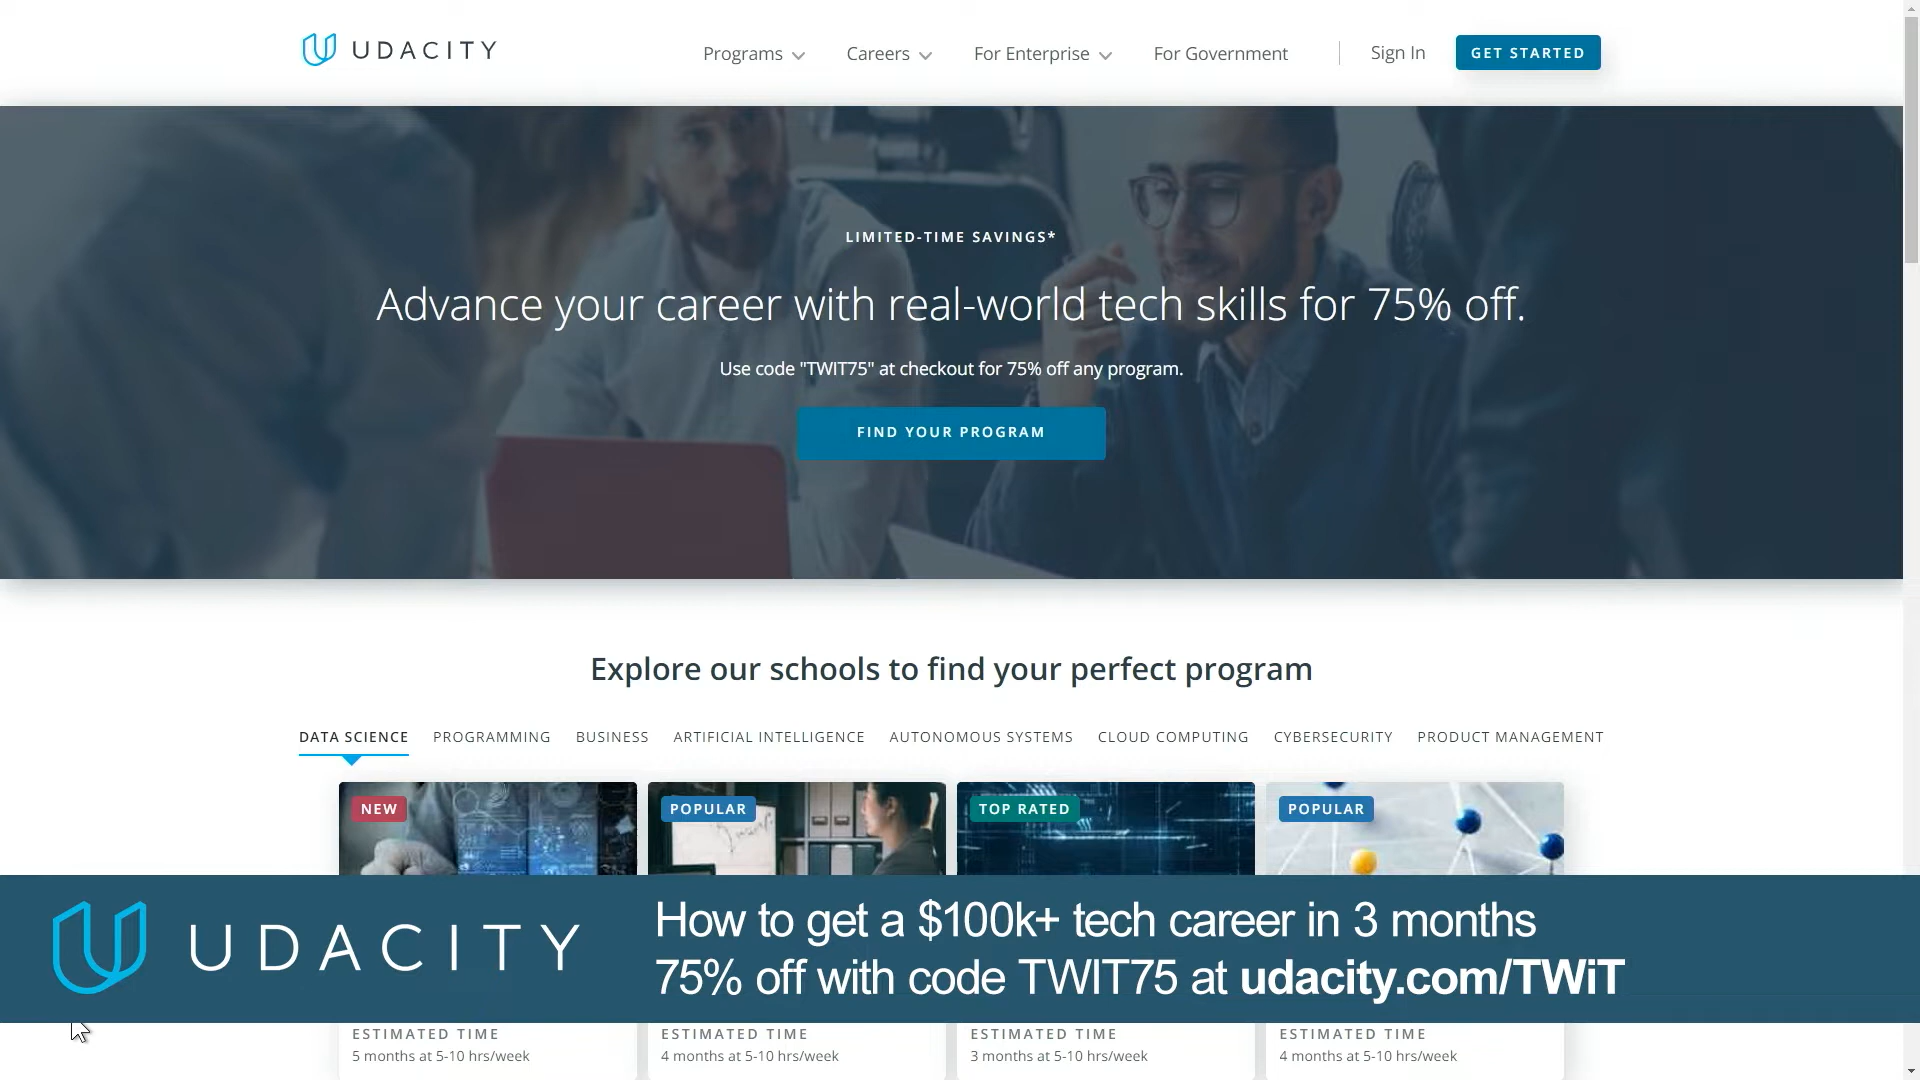 UDACITY
Programs
Careers
For Enterprise
For Government
Sign In
GET STARTED
LIMITED-TIME SAVINGS*
Advance your career with real-world tech skills for 75% off.
Use code "TWIT75" at checkout for 75% off any program.
FIND YOUR PROGRAM
Explore our schools to find your perfect program
DATA SCIENCE
PROGRAMMING
BUSINESS
ARTIFICIAL INTELLIGENCE
AUTONOMOUS SYSTEMS
CLOUD COMPUTING
CYBERSECURITY
PRODUCT MANAGEMENT
NEW
POPULAR
TOP RATED
POPULAR
UDACITY
How to get a $100k+ tech career in 3 months
75% off with code TWIT75 at udacity.com/TWiT
ESTIMATED TIME
5 months at 5-10 hrs/week
ESTIMATED TIME
4 months at 5-10 hrs/week
ESTIMATED TIME
3 months at 5-10 hrs/week
ESTIMATED TIME
4 months at 5-10 hrs/week